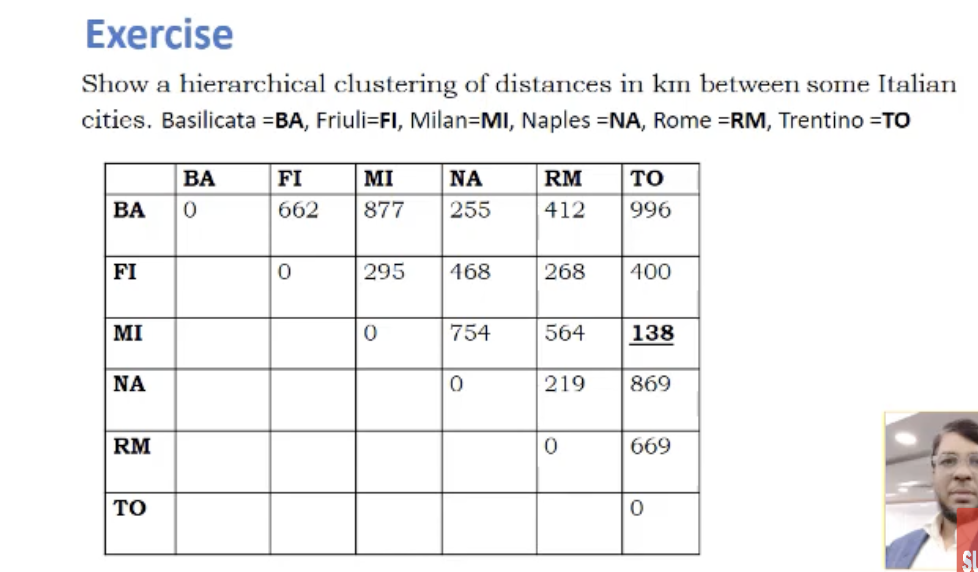 Exercise
Show a hierarchical clustering of distances in km between some Italian
cities. Basilicata =BA, Friuli=FI, Milan=MI, Naples =NA, Rome =RM, Trentino =TO
BA FI MI NA RM TO
BA 0 662 877 255 412 996
FI 0 295 468 268 400
MI 0 754 564 138
NA 0 219 869
RM 0 669
TO 0